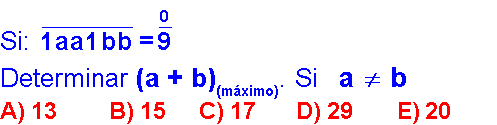 Si: 1aa1bb = 9̊
Determinar (a + b)(máximo). Si a ≠ b
A) 13 B) 15 C) 17 D) 29 E) 20